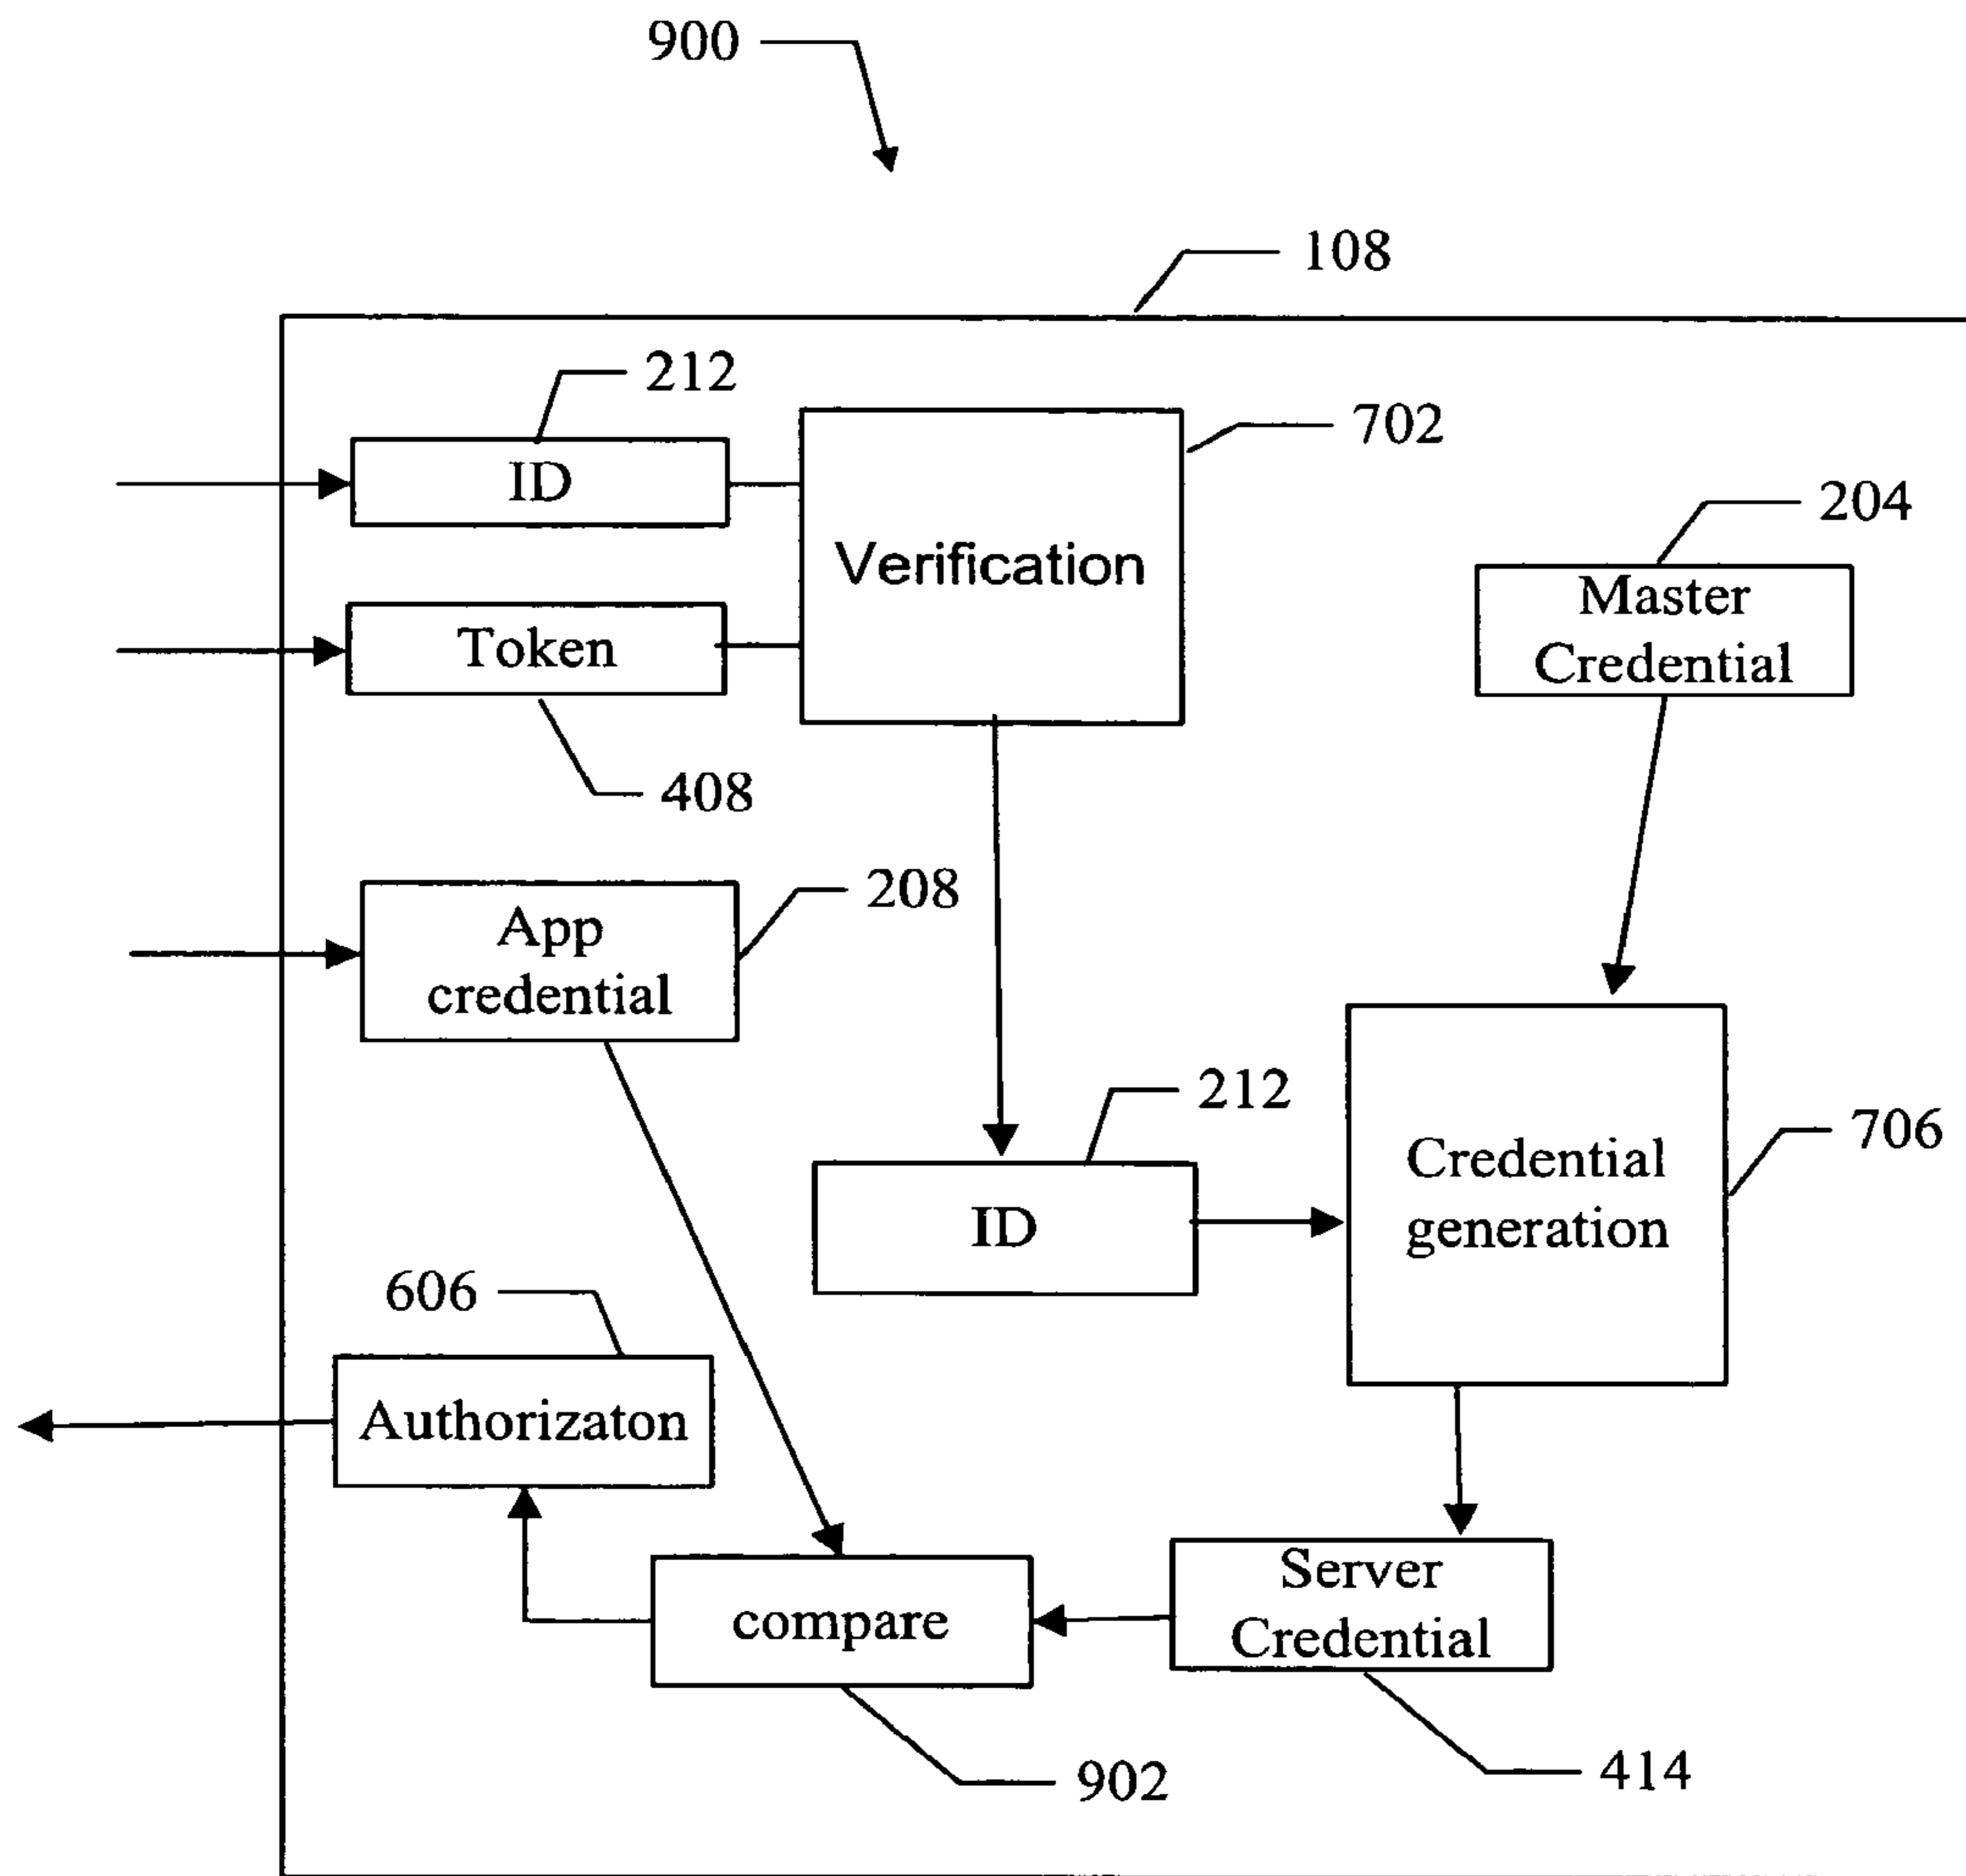 900
108
212
ID
702
Verification
204
Master
Credential
Token
408
App
credential
208
212
ID
Credential
generation
706
606
Authorizaton
compare
Server
Credential
902
414